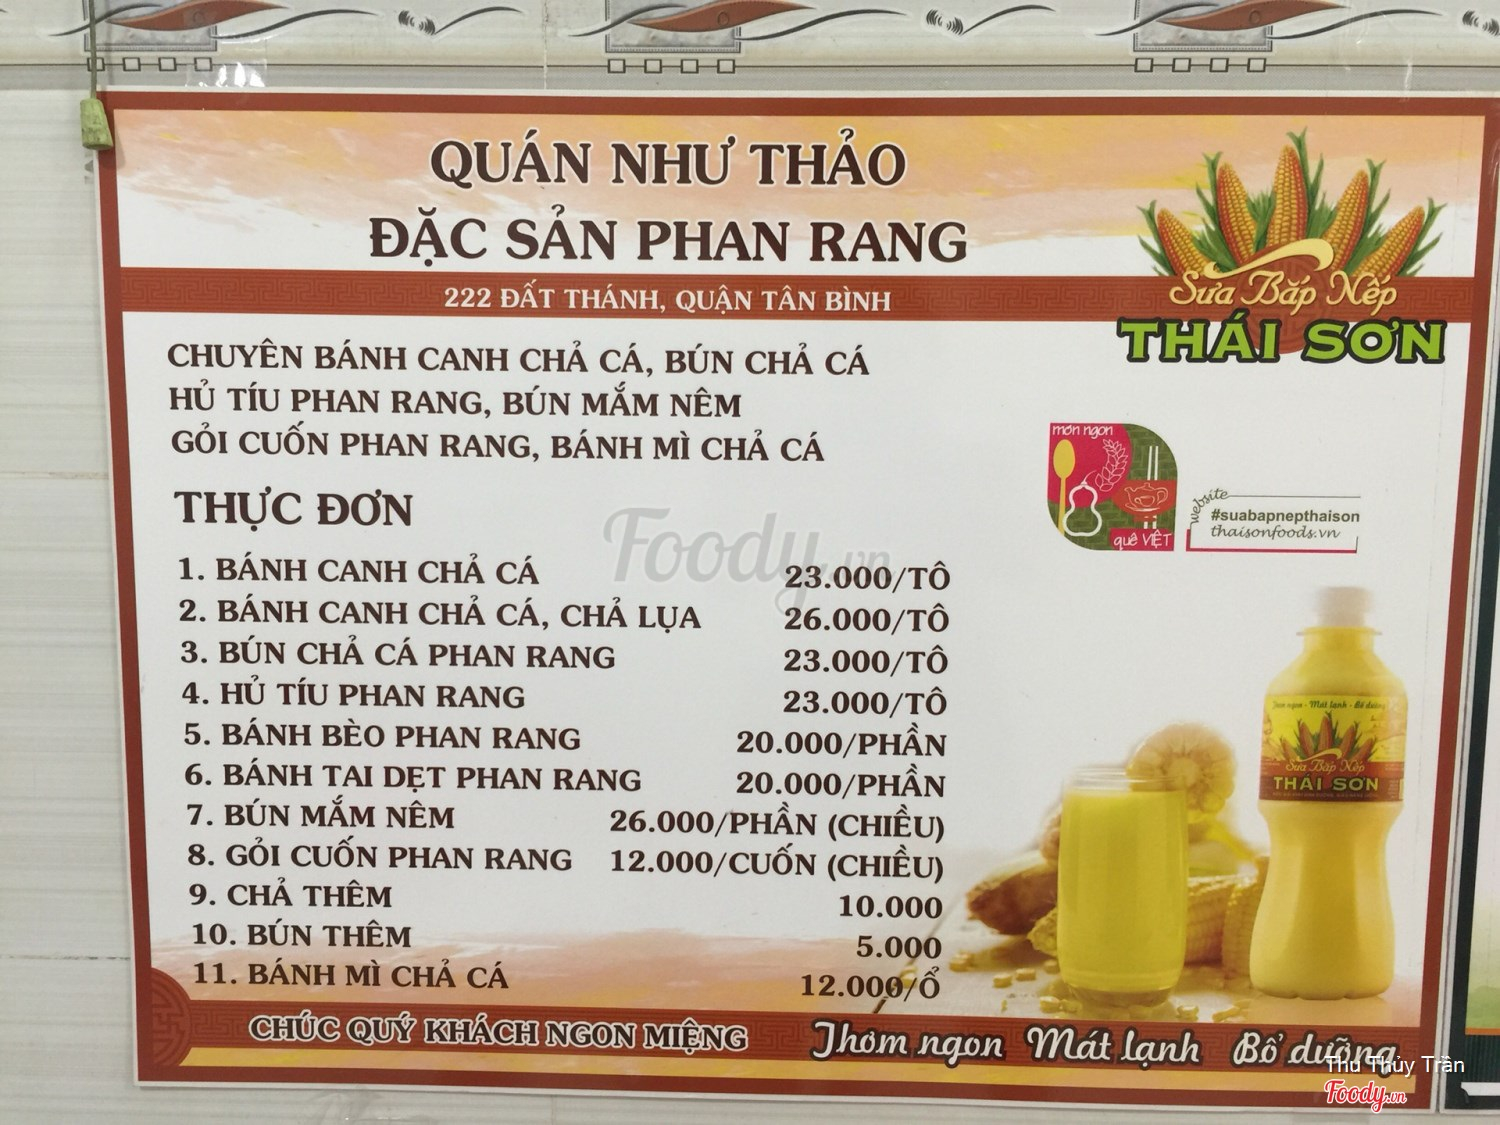 QUÁN NHƯ THẢO
ĐẶC SẢN PHAN RANG
222 ĐẤT THÁNH, QUẬN TÂN BÌNH
Sữa Bắp Nếp
THÁI SƠN
CHUYÊN BÁNH CANH CHẢ CÁ, BÚN CHẢ CÁ
HỦ TÍU PHAN RANG, BÚN MẮM NÊM
GỎI CUỐN PHAN RANG, BÁNH MÌ CHẢ CÁ
món ngon
quê VIỆT
website
#suabapnepthaison
thaisonfoods.vn
THỰC ĐƠN
Foody.vn
1. BÁNH CANH CHẢ CÁ 23.000/TÔ
2. BÁNH CANH CHẢ CÁ, CHẢ LỤA 26.000/TÔ
3. BÚN CHẢ CÁ PHAN RANG 23.000/TÔ
4. HỦ TÍU PHAN RANG 23.000/TÔ
5. BÁNH BÈO PHAN RANG 20.000/PHẦN
6. BÁNH TAI DẸT PHAN RANG 20.000/PHẦN
7. BÚN MẮM NÊM 26.000/PHẦN (CHIỀU)
8. GỎI CUỐN PHAN RANG 12.000/CUỐN (CHIỀU)
9. CHẢ THÊM 10.000
10. BÚN THÊM 5.000
11. BÁNH MÌ CHẢ CÁ 12.000/Ổ
Thơm ngon - Mát lạnh - Bổ dưỡng
Sữa Bắp Nếp
THÁI SƠN
CHÚC QUÝ KHÁCH NGON MIỆNG
Thơm ngon Mát lạnh Bổ dưỡng
Thu Thủy Trần
Foody.vn